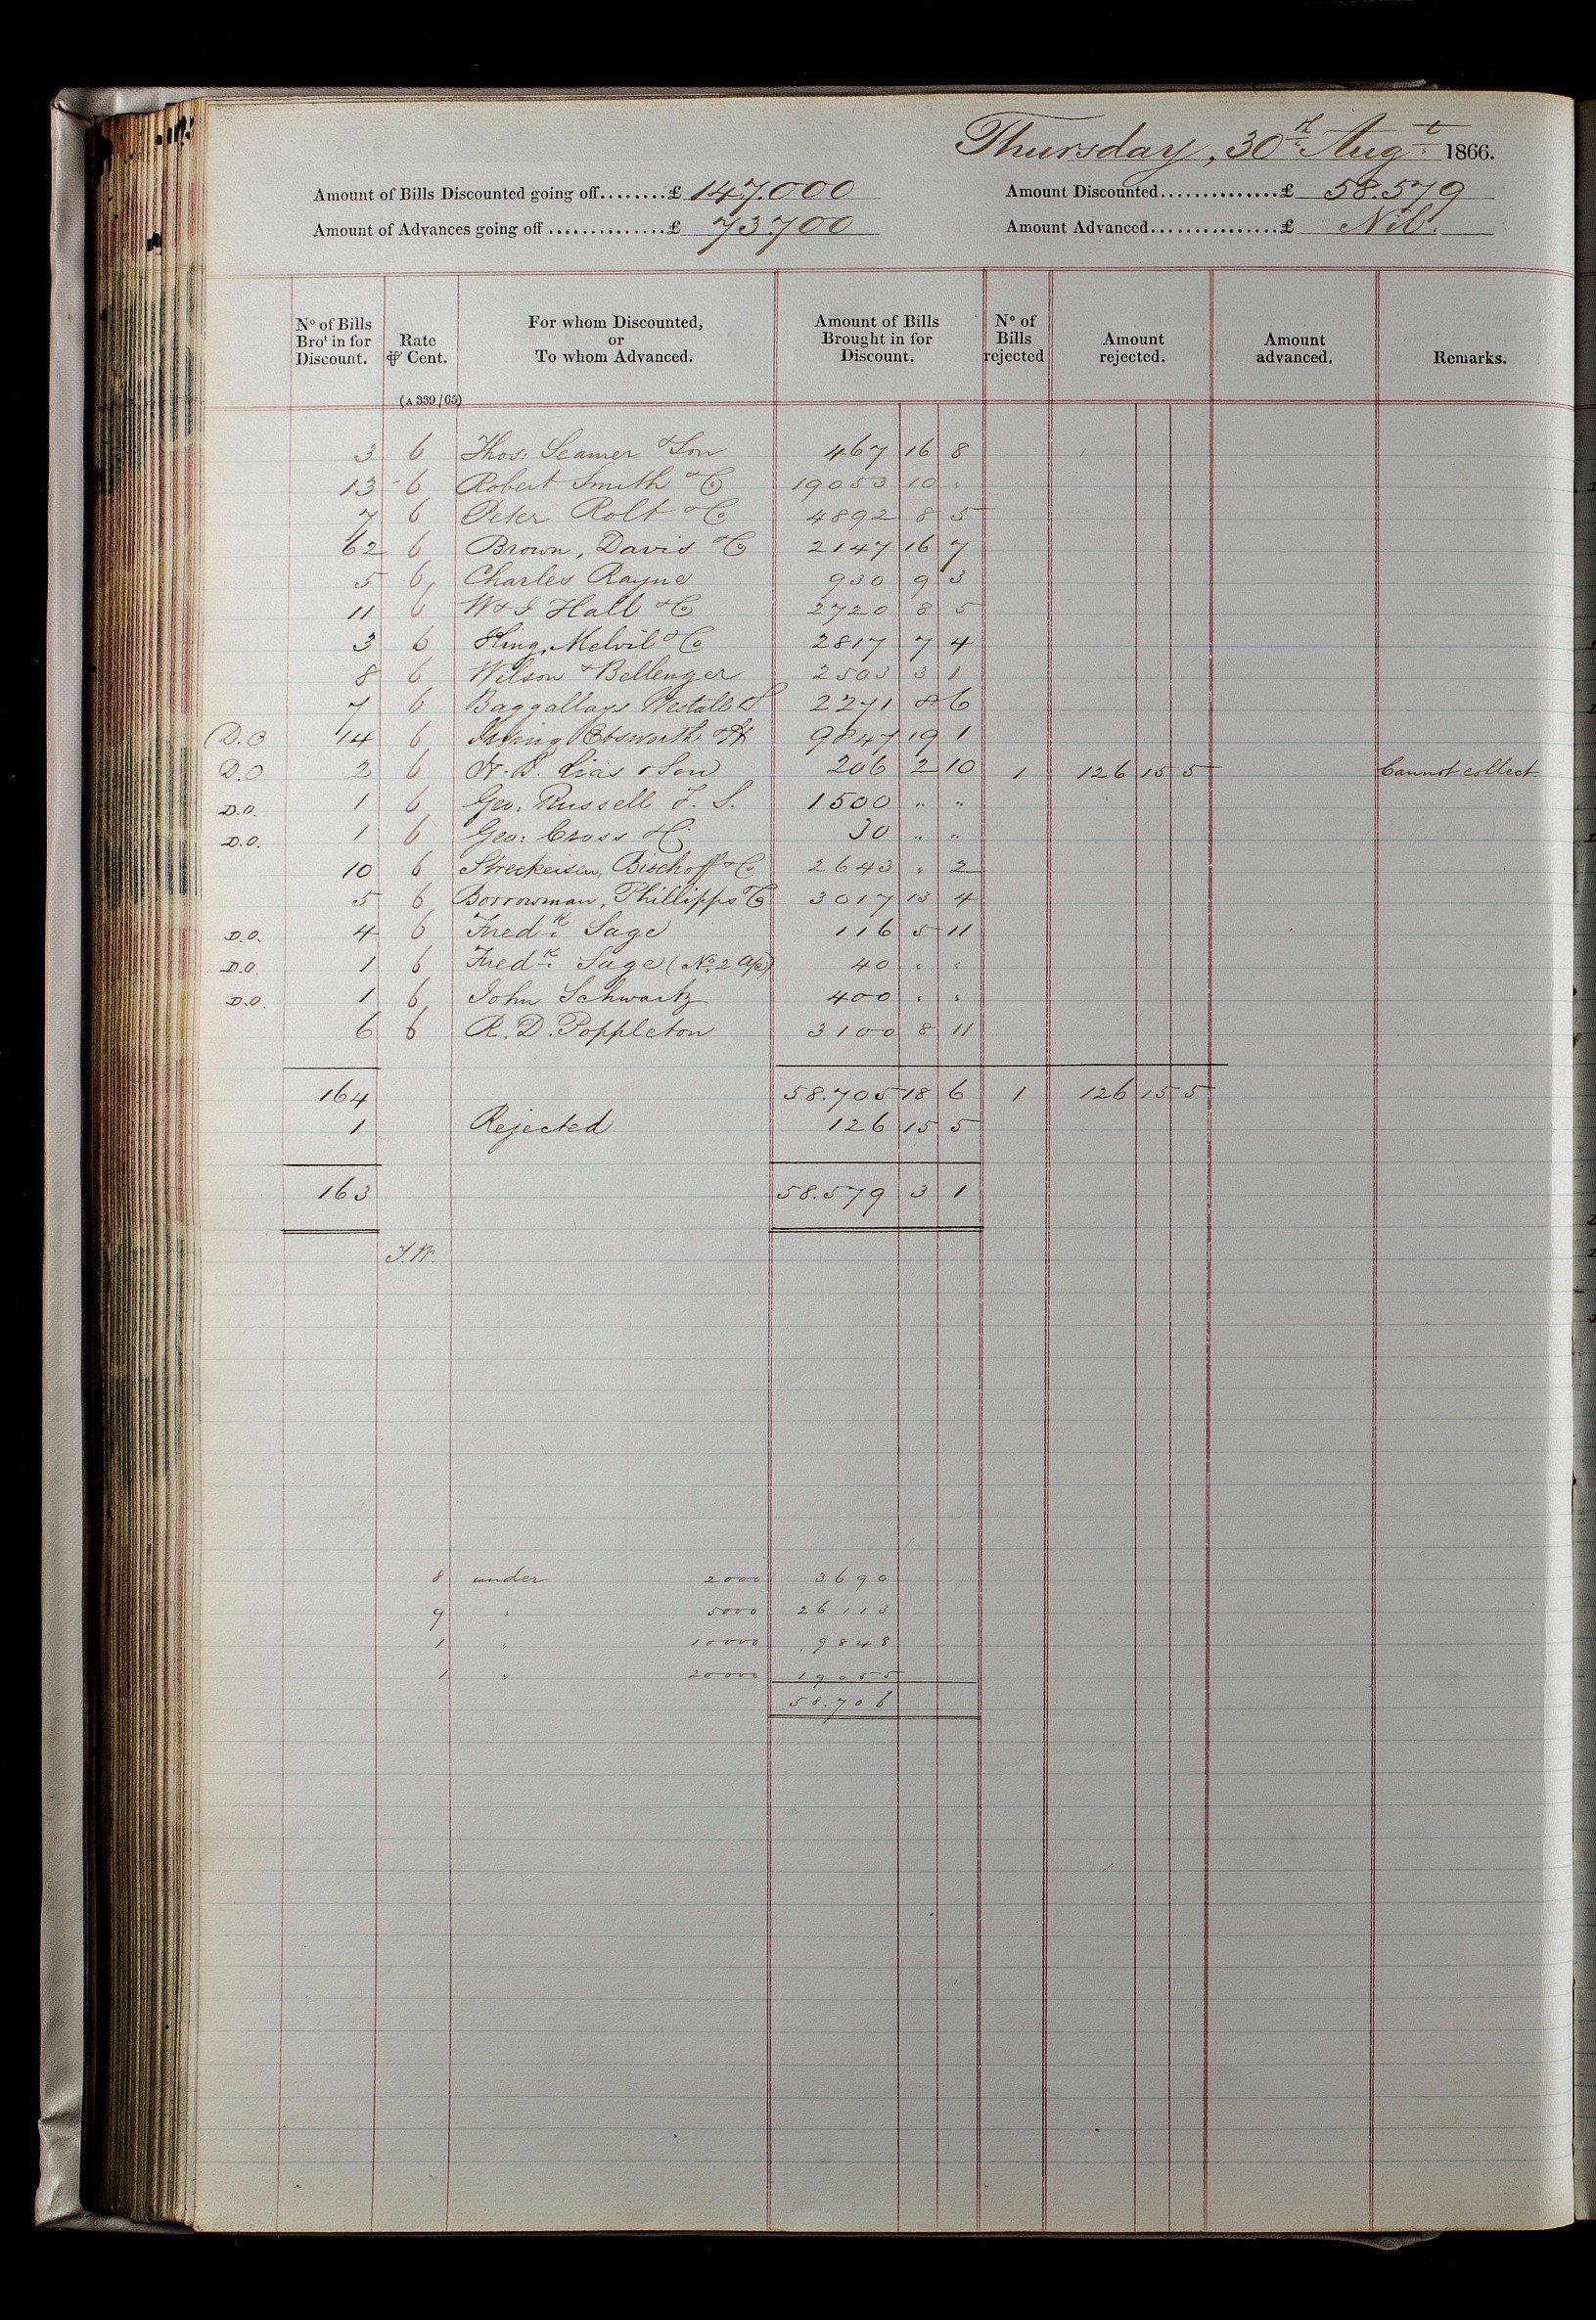 Thursday, 30th Augt 1866.
Amount of Bills Discounted going off........£ 147.000 Amount Discounted..............£ 58.579
Amount of Advances going off..............£ 73700 Amount Advanced...............£ Nil.
No of Bills Brot in for Discount. Rate ⅌ Cent. For whom Discounted, or To whom Advanced. Amount of Bills Brought in for Discount. No of Bills rejected Amount rejected. Amount advanced. Remarks.
(A 339/65)
3 6 Thos: Seamer & Son 467 16 8
13 6 Robert Smith & Co 19053 10 "
7 6 Peter Rolt & Co 4892 8 5
62 6 Brown, Davis & Co 2147 16 7
5 6 Charles Rayne 930 9 3
11 6 W & J Hall & Co 2720 8 5
3 6 King, Melvil & Co 2817 7 4
8 6 Wilson & Bellenger 2503 3 1
7 6 Baggallays Westall & S 2271 8 6
D.O 14 6 Irving Ebsworth & H 9847 19 1
D.O 2 6 Lias & Son 206 2 10 1 126 15 5 Cannot collect
D.O. 1 6 Geo. Russell J. S. 1500 " "
D.O. 1 6 Geo: Cross & Co 30 " "
10 6 Streckeisen, Bischoff & Co 2643 " 2
5 6 Borrowman, Phillipps & Co 3017 13 4
D.O. 4 6 Fredk Sage 116 5 11
D.O. 1 6 Fredk Sage (No 2 a/c) 40 " "
D.O. 1 6 John Schwartz 400 " "
6 6 R. D. Poppleton 3100 8 11
164 58.705 18 6 1 126 15 5
1 Rejected 126 15 5
163 58.579 3 1
J.W.
8 under 2000 3690
9 " 5000 26113
1 " 10000 9848
1 " 20000 19055
58.706